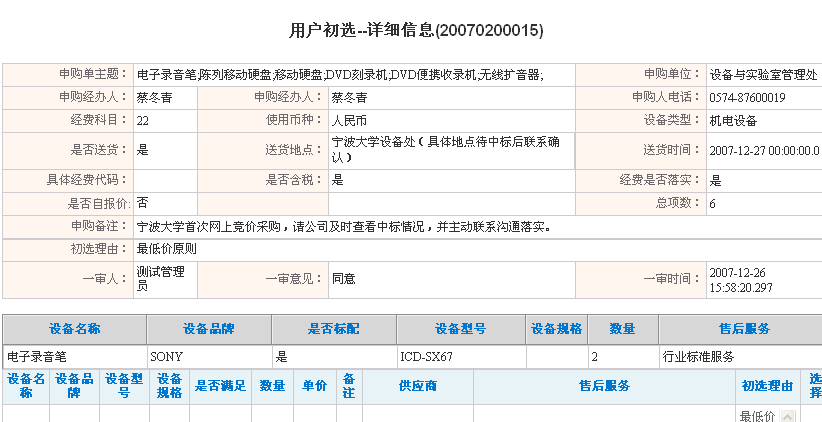 用户初选--详细信息(20070200015)
申购单主题： 电子录音笔;陈列移动硬盘;移动硬盘;DVD刻录机;DVD便携收录机;无线扩音器; 申购单位： 设备与实验室管理处
申购经办人： 蔡冬青 申购经办人： 蔡冬青 申购人电话： 0574-87600019
经费科目： 22 使用币种： 人民币 设备类型： 机电设备
是否送货： 是 送货地点： 宁波大学设备处（具体地点待中标后联系确
认） 送货时间： 2007-12-27 00:00:00.0
具体经费代码： 是否含税： 是 经费是否落实： 是
是否自报价: 否 总项数： 6
申购备注： 宁波大学首次网上竞价采购，请公司及时查看中标情况，并主动联系沟通落实。
初选理由： 最低价原则
一审人： 测试管理
员 一审意见： 同意 一审时间： 2007-12-26
15:58:20.297
设备名称 设备品牌 是否标配 设备型号 设备规格 数量 售后服务
电子录音笔 SONY 是 ICD-SX67 2 行业标准服务
设备名
称 设备品
牌 设备型
号 设备
规格 是否满足 数量 单价 备
注 供应商 售后服务 初选理由 选
择
最低价